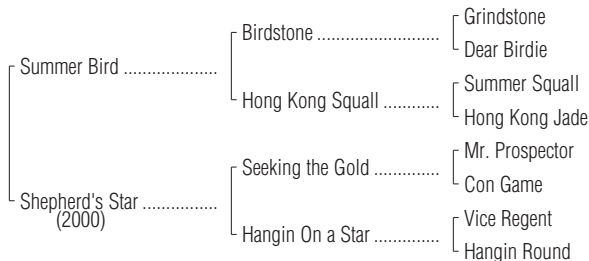 Grindstone
Birdstone ..........................
Dear Birdie
Summer Bird ....................
Summer Squall
Hong Kong Squall ............
Hong Kong Jade
Mr. Prospector
Seeking the Gold ...............
Con Game
Shepherd's Star ................
(2000)
Vice Regent
Hangin On a Star ..............
Hangin Round